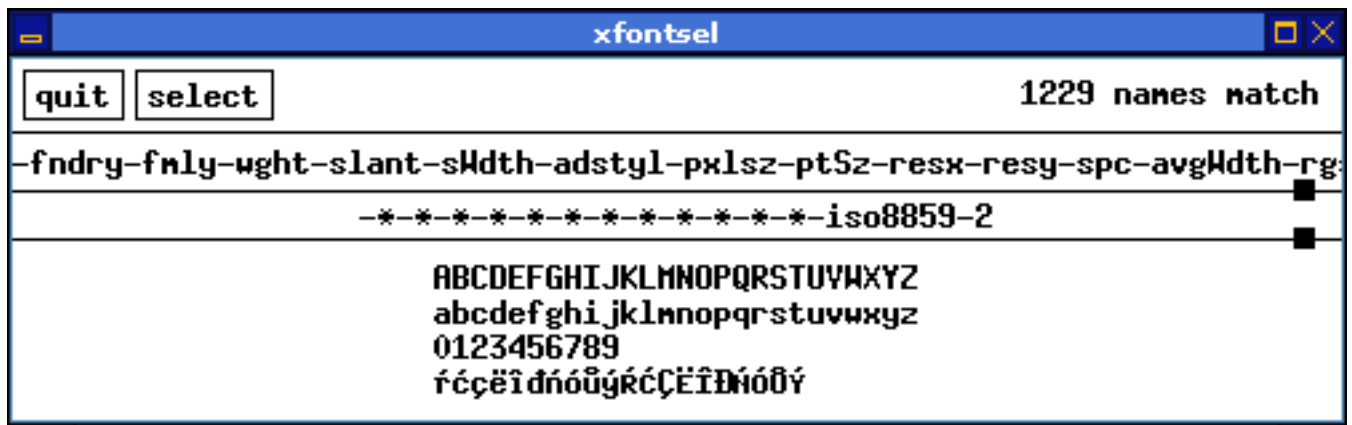 xfontsel
quit select 1229 names match
-fndry-fmly-wght-slant-sWdth-adstyl-pxlsz-ptSz-resx-resy-spc-avgWdth-rg
-*-*-*-*-*-*-*-*-*-*-*-*-iso8859-2
ABCDEFGHIJKLMNOPQRSTUVWXYZ
abcdefghijklmnopqrstuvwxyz
0123456789
ŕćçëîđńóůýŔĆÇËÎĐŃÓŮÝ